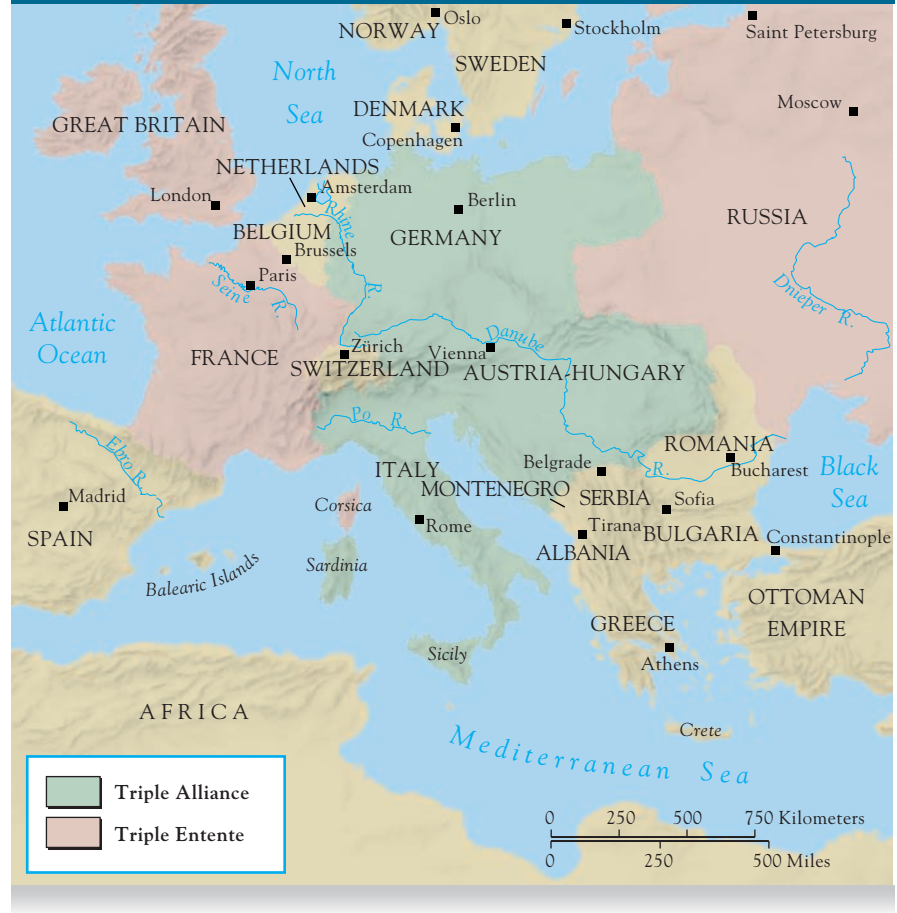 Oslo
NORWAY
Stockholm
Saint Petersburg
SWEDEN
North
Sea
Moscow
DENMARK
Copenhagen
GREAT BRITAIN
NETHERLANDS
Amsterdam
London
Berlin
Rhine
R.
RUSSIA
BELGIUM
Brussels
GERMANY
Paris
Seine
R.
Dnieper R.
Atlantic
Ocean
Danube
R.
Zürich
Vienna
FRANCE
SWITZERLAND
AUSTRIA-HUNGARY
Po R.
Ebro R.
ROMANIA
Bucharest
Black
Sea
Belgrade
ITALY
MONTENEGRO
SERBIA
Sofia
Madrid
Corsica
Rome
Tirana
BULGARIA
Constantinople
SPAIN
ALBANIA
Balearic Islands
Sardinia
OTTOMAN
EMPIRE
GREECE
Athens
Sicily
AFRICA
Crete
Mediterranean Sea
Triple Alliance
Triple Entente
0 250 500 750 Kilometers
0 250 500 Miles